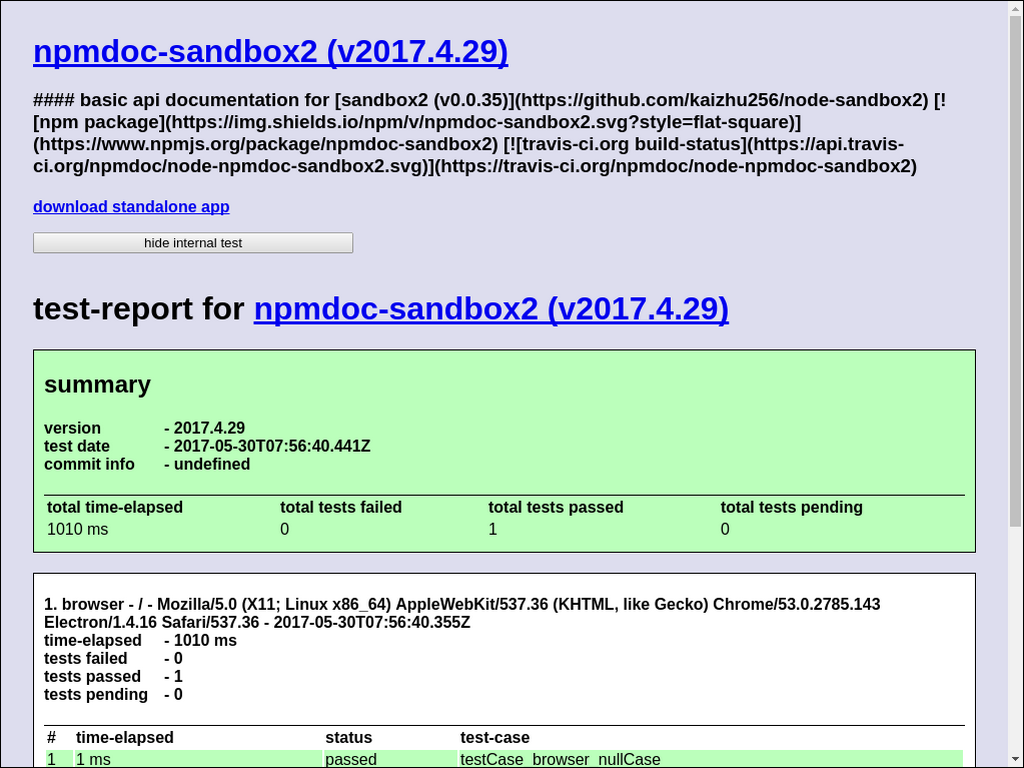 npmdoc-sandbox2 (v2017.4.29)
#### basic api documentation for [sandbox2 (v0.0.35)](https://github.com/kaizhu256/node-sandbox2) [!
[npm package](https://img.shields.io/npm/v/npmdoc-sandbox2.svg?style=flat-square)]
(https://www.npmjs.org/package/npmdoc-sandbox2) [![travis-ci.org build-status](https://api.travis-
ci.org/npmdoc/node-npmdoc-sandbox2.svg)](https://travis-ci.org/npmdoc/node-npmdoc-sandbox2)
download standalone app
hide internal test
test-report for npmdoc-sandbox2 (v2017.4.29)
summary
version - 2017.4.29
test date - 2017-05-30T07:56:40.441Z
commit info - undefined
total time-elapsed total tests failed total tests passed total tests pending
1010 ms 0 1 0
1. browser - / - Mozilla/5.0 (X11; Linux x86_64) AppleWebKit/537.36 (KHTML, like Gecko) Chrome/53.0.2785.143
Electron/1.4.16 Safari/537.36 - 2017-05-30T07:56:40.355Z
time-elapsed - 1010 ms
tests failed - 0
tests passed - 1
tests pending - 0
# time-elapsed status test-case
1 1 ms passed testCase_browser_nullCase